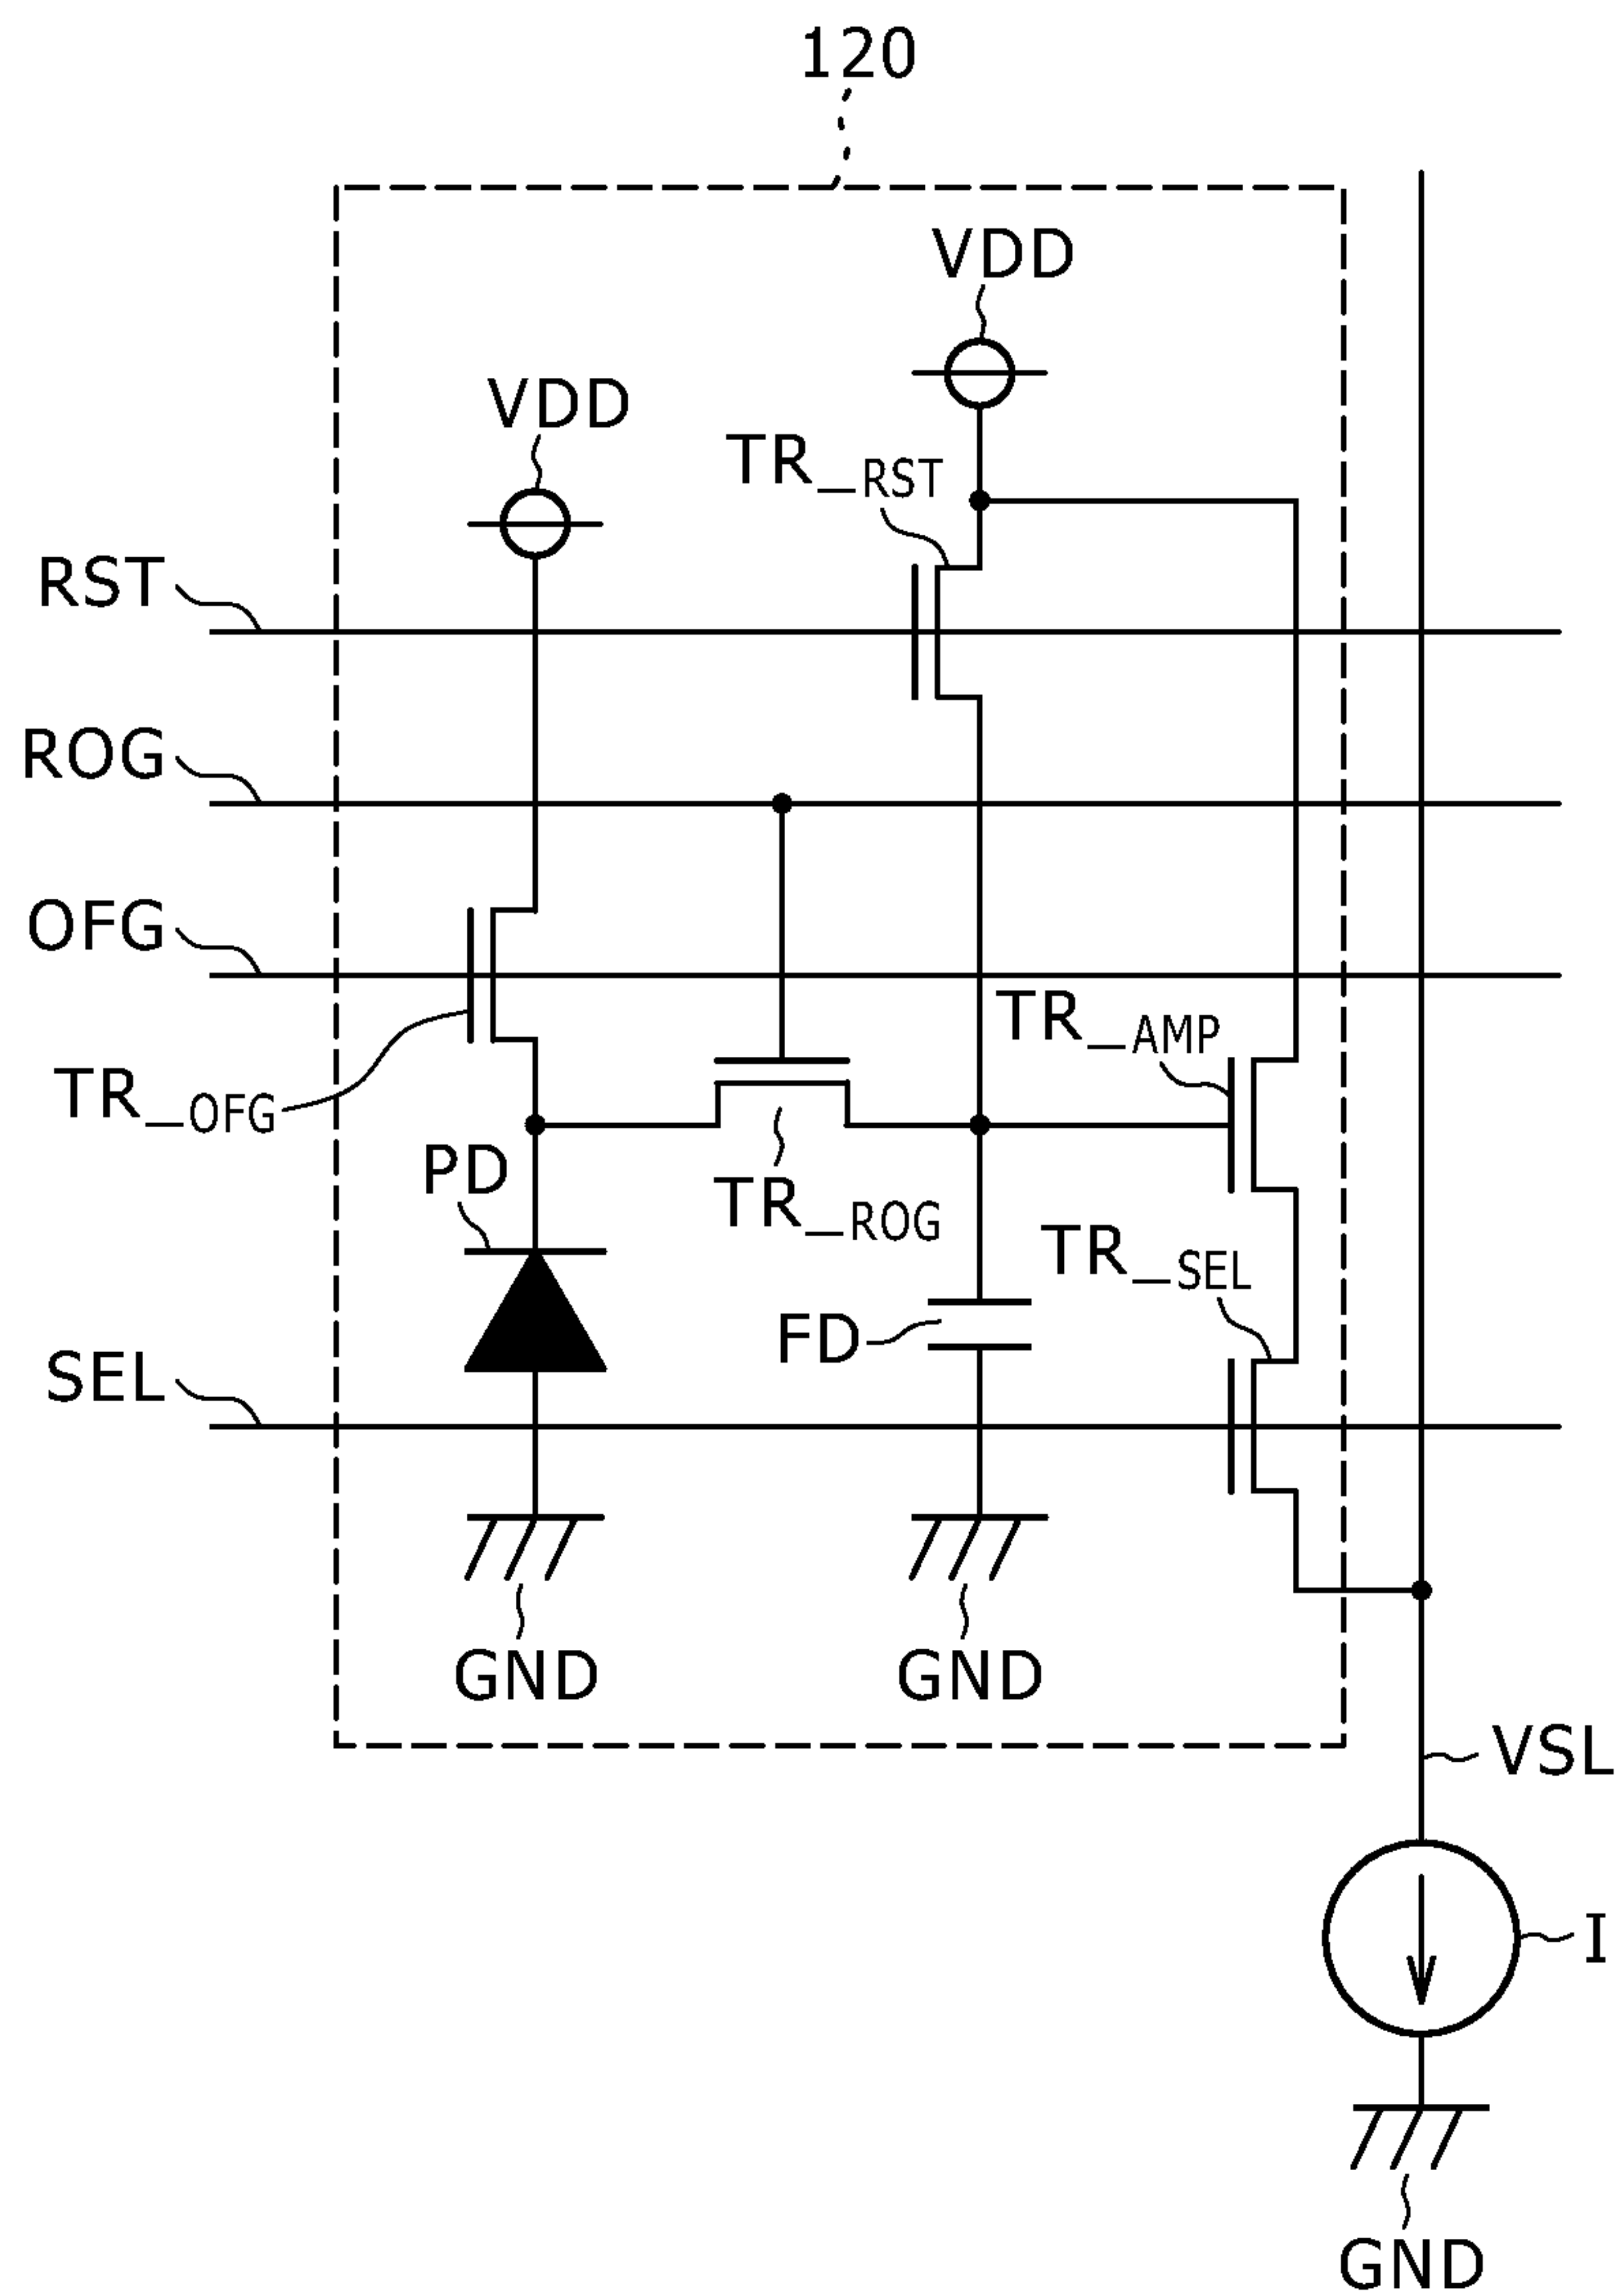 120
VDD
VDD
TR_RST
RST
ROG
OFG
TR_AMP
TR_OFG
PD
TR_ROG
TR_SEL
FD
SEL
GND
GND
VSL
I
GND